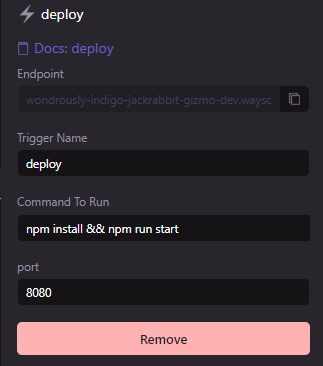 deploy
Docs: deploy
Endpoint
wondrously-indigo-jackrabbit-gizmo-dev.waysc
Trigger Name
deploy
Command To Run
npm install && npm run start
port
8080
Remove